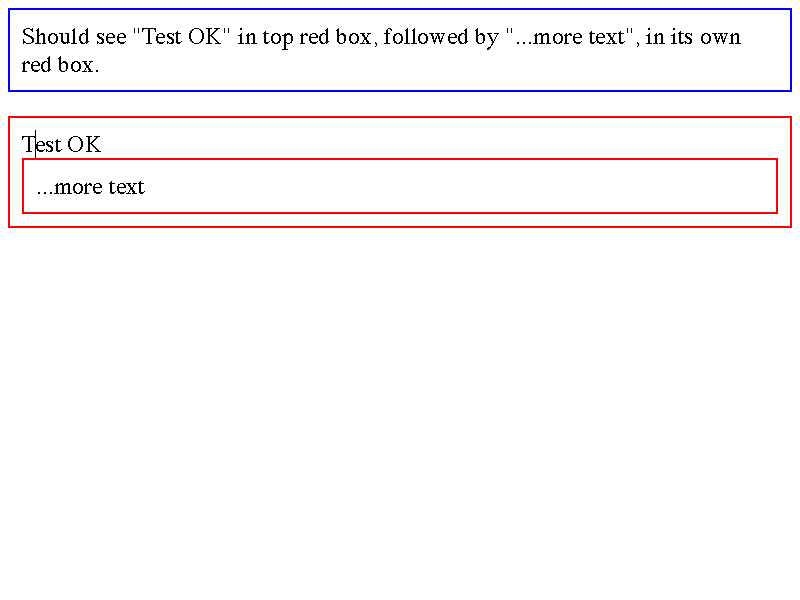 Should see "Test OK" in top red box, followed by "...more text", in its own
red box.
Test OK
...more text